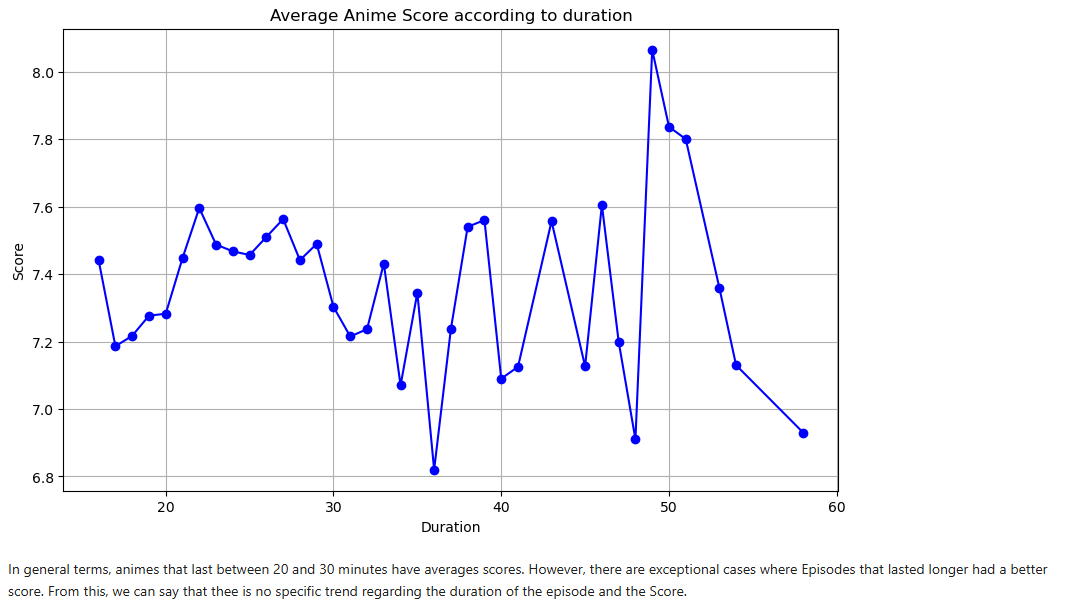 Average Anime Score according to duration
8.0
7.8
7.6
7.4
7.2
7.0
6.8
Score
20 30 40 50 60
Duration
In general terms, animes that last between 20 and 30 minutes have averages scores. However, there are exceptional cases where Episodes that lasted longer had a better
score. From this, we can say that thee is no specific trend regarding the duration of the episode and the Score.